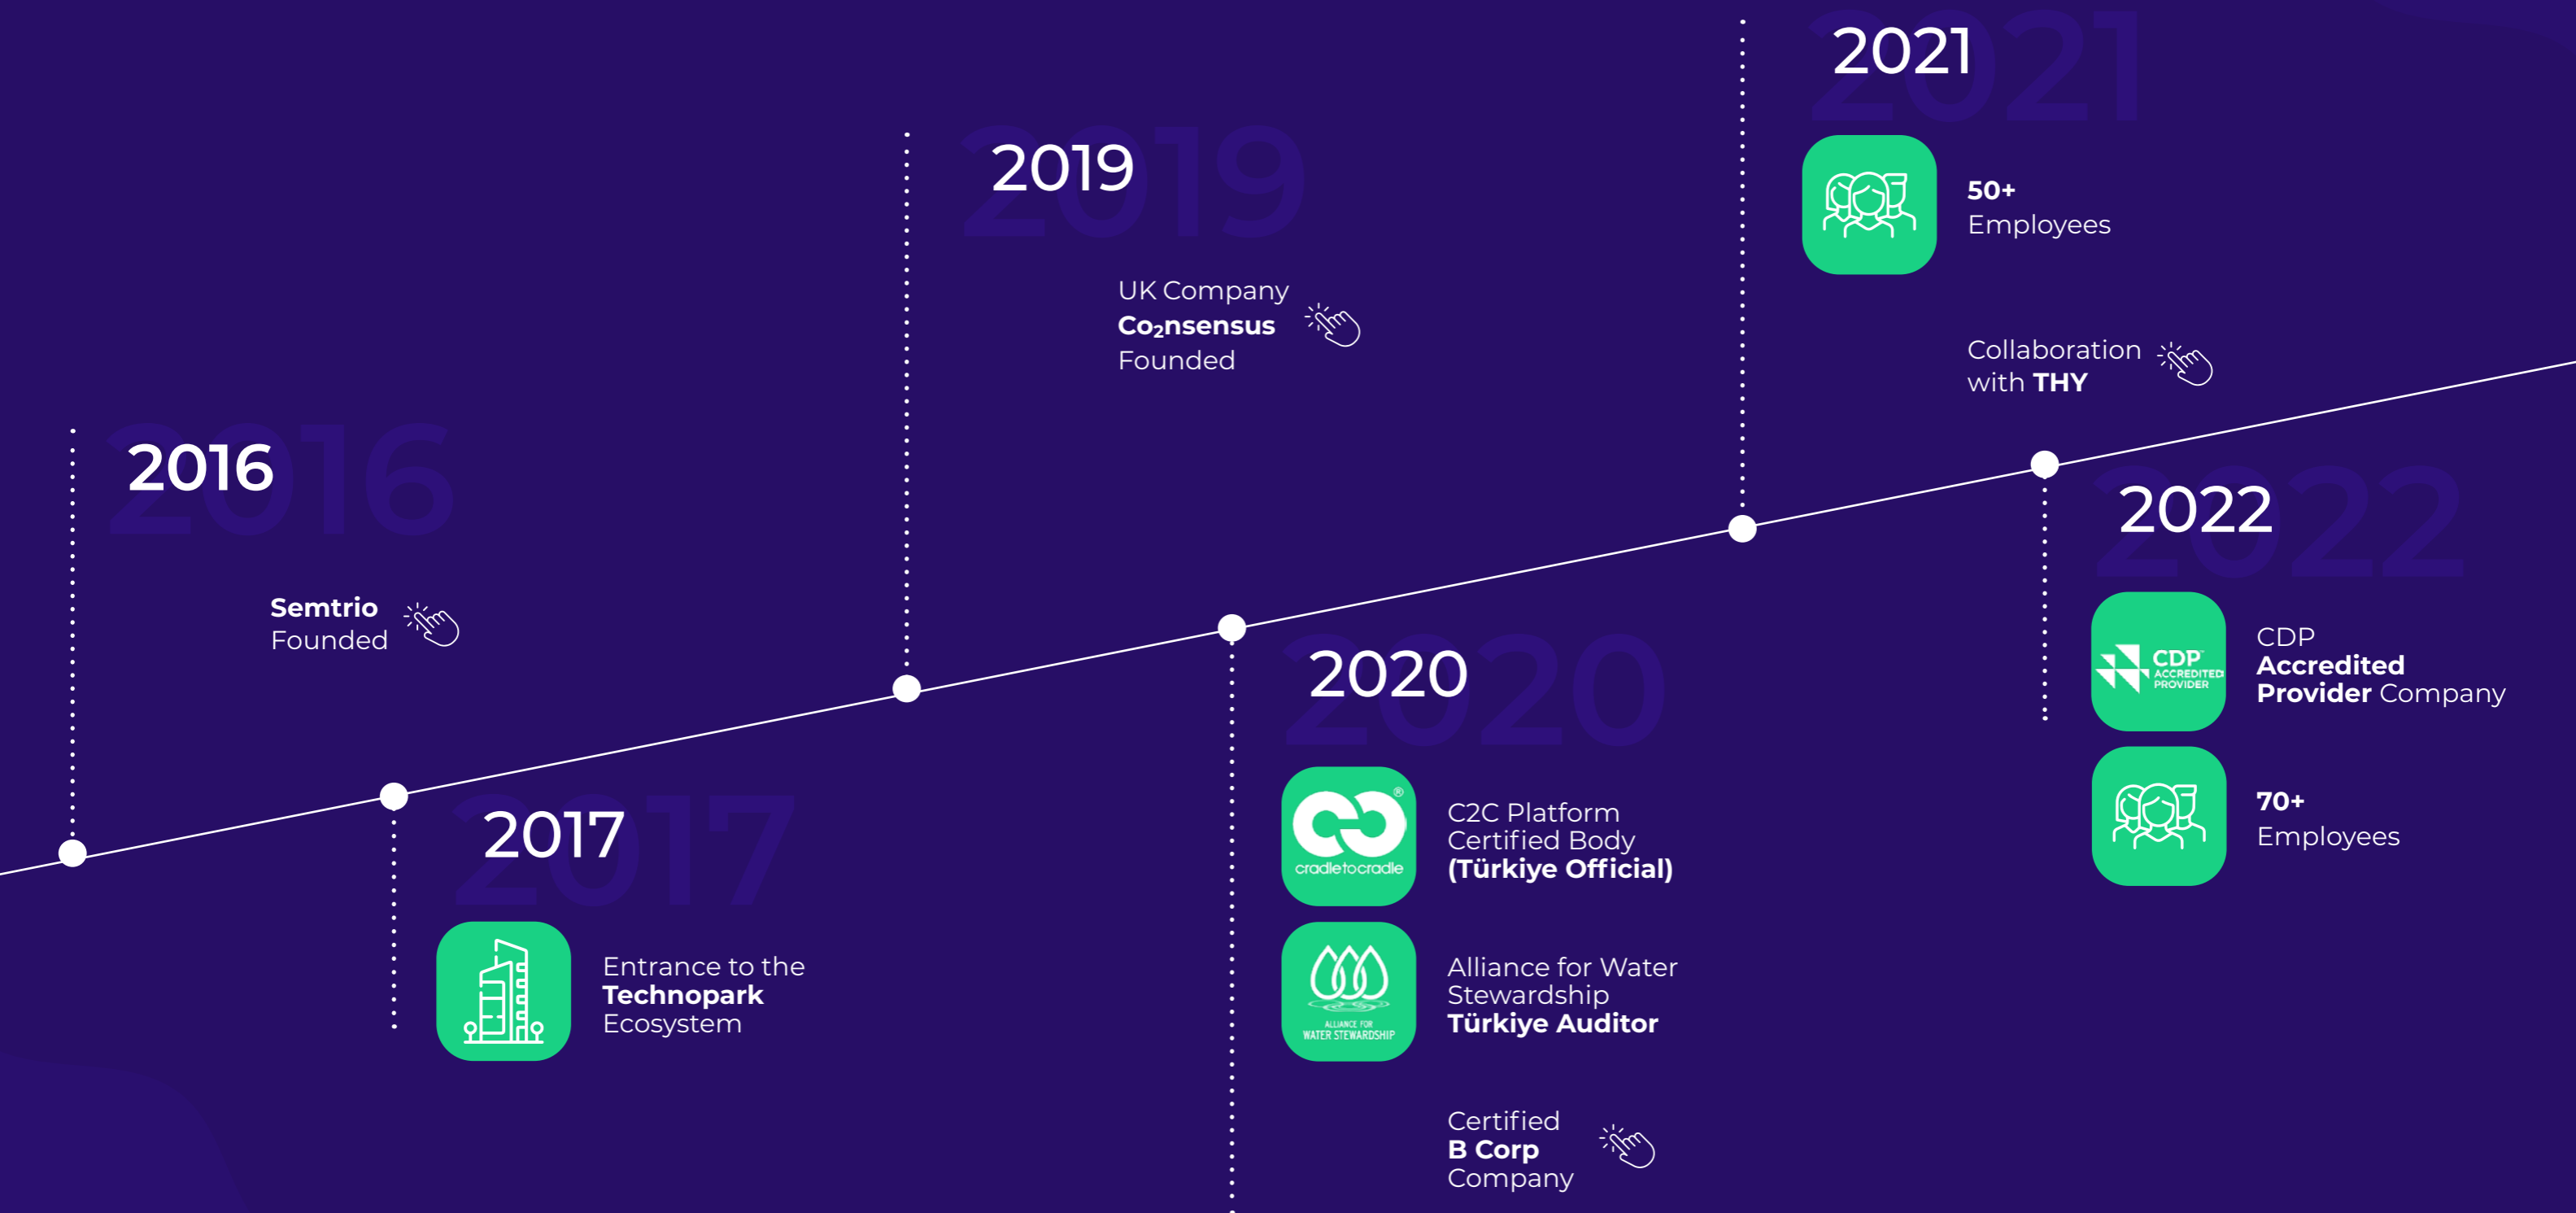 2016
Semtrio
Founded
2017
Entrance to the
Technopark
Ecosystem
2019
UK Company
Co₂nsensus
Founded
2020
®
cradletocradle
C2C Platform
Certified Body
(Türkiye Official)
ALLIANCE FOR
WATER STEWARDSHIP
Alliance for Water
Stewardship
Türkiye Auditor
Certified
B Corp
Company
2021
50+
Employees
Collaboration
with THY
2022
CDP™
ACCREDITED
PROVIDER
CDP
Accredited
Provider Company
70+
Employees